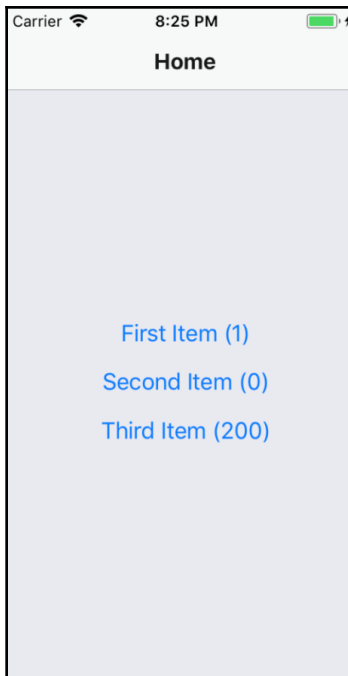 Carrier 8:25 PM
Home
First Item (1)
Second Item (0)
Third Item (200)